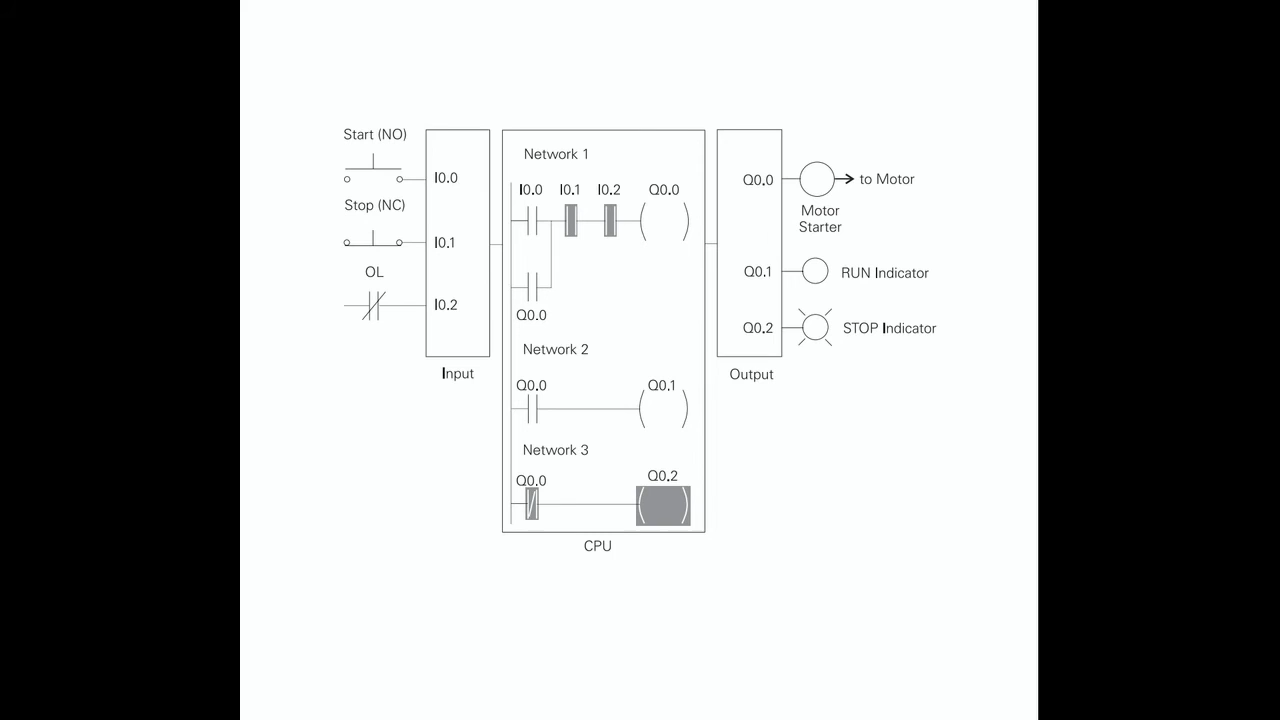 Start (NO)
I0.0
Stop (NC)
I0.1
OL
I0.2
Input
Network 1
I0.0 I0.1 I0.2 Q0.0
Q0.0
Network 2
Q0.0 Q0.1
Network 3
Q0.0 Q0.2
CPU
Q0.0 to Motor
Motor
Starter
Q0.1 RUN Indicator
Q0.2 STOP Indicator
Output